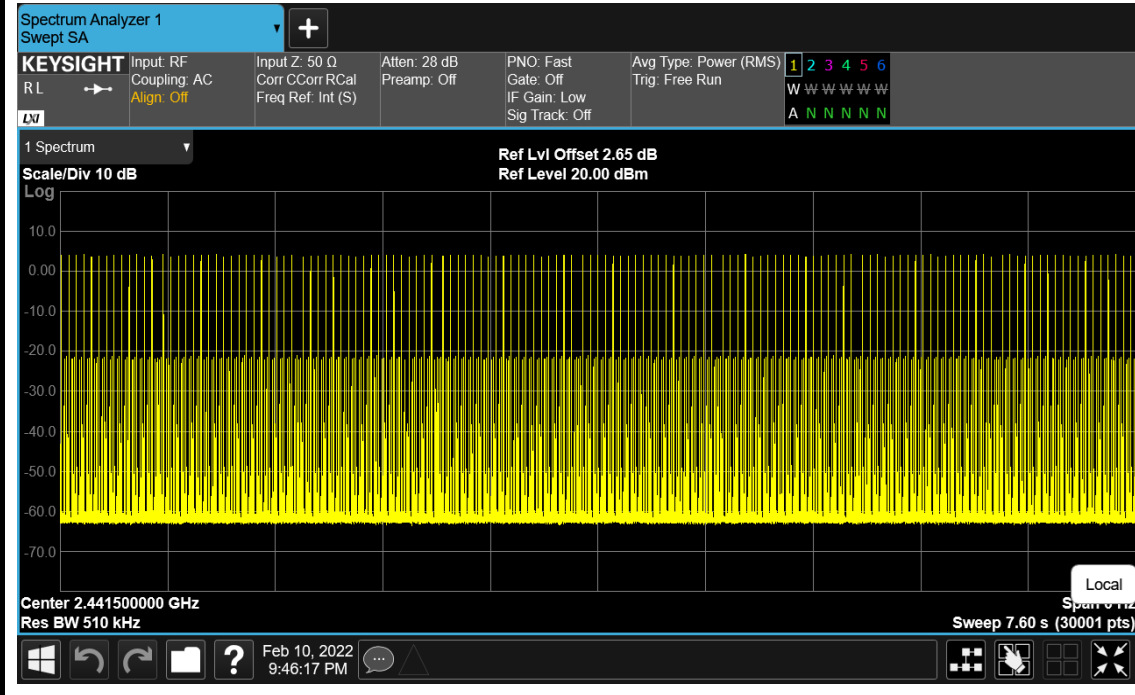 Spectrum Analyzer 1
Swept SA
KEYSIGHT
R L
LXI
Input: RF
Coupling: AC
Align: Off
Input Z: 50 Ω
Corr CCorr RCal
Freq Ref: Int (S)
Atten: 28 dB
Preamp: Off
PNO: Fast
Gate: Off
IF Gain: Low
Sig Track: Off
Avg Type: Power (RMS)
Trig: Free Run
1 2 3 4 5 6
W W W W W W
A N N N N N
1 Spectrum
Scale/Div 10 dB
Ref Lvl Offset 2.65 dB
Ref Level 20.00 dBm
Log
10.0
0.00
-10.0
-20.0
-30.0
-40.0
-50.0
-60.0
-70.0
Local
Center 2.441500000 GHz
Res BW 510 kHz
Span 0 Hz
Sweep 7.60 s (30001 pts)
Feb 10, 2022
9:46:17 PM